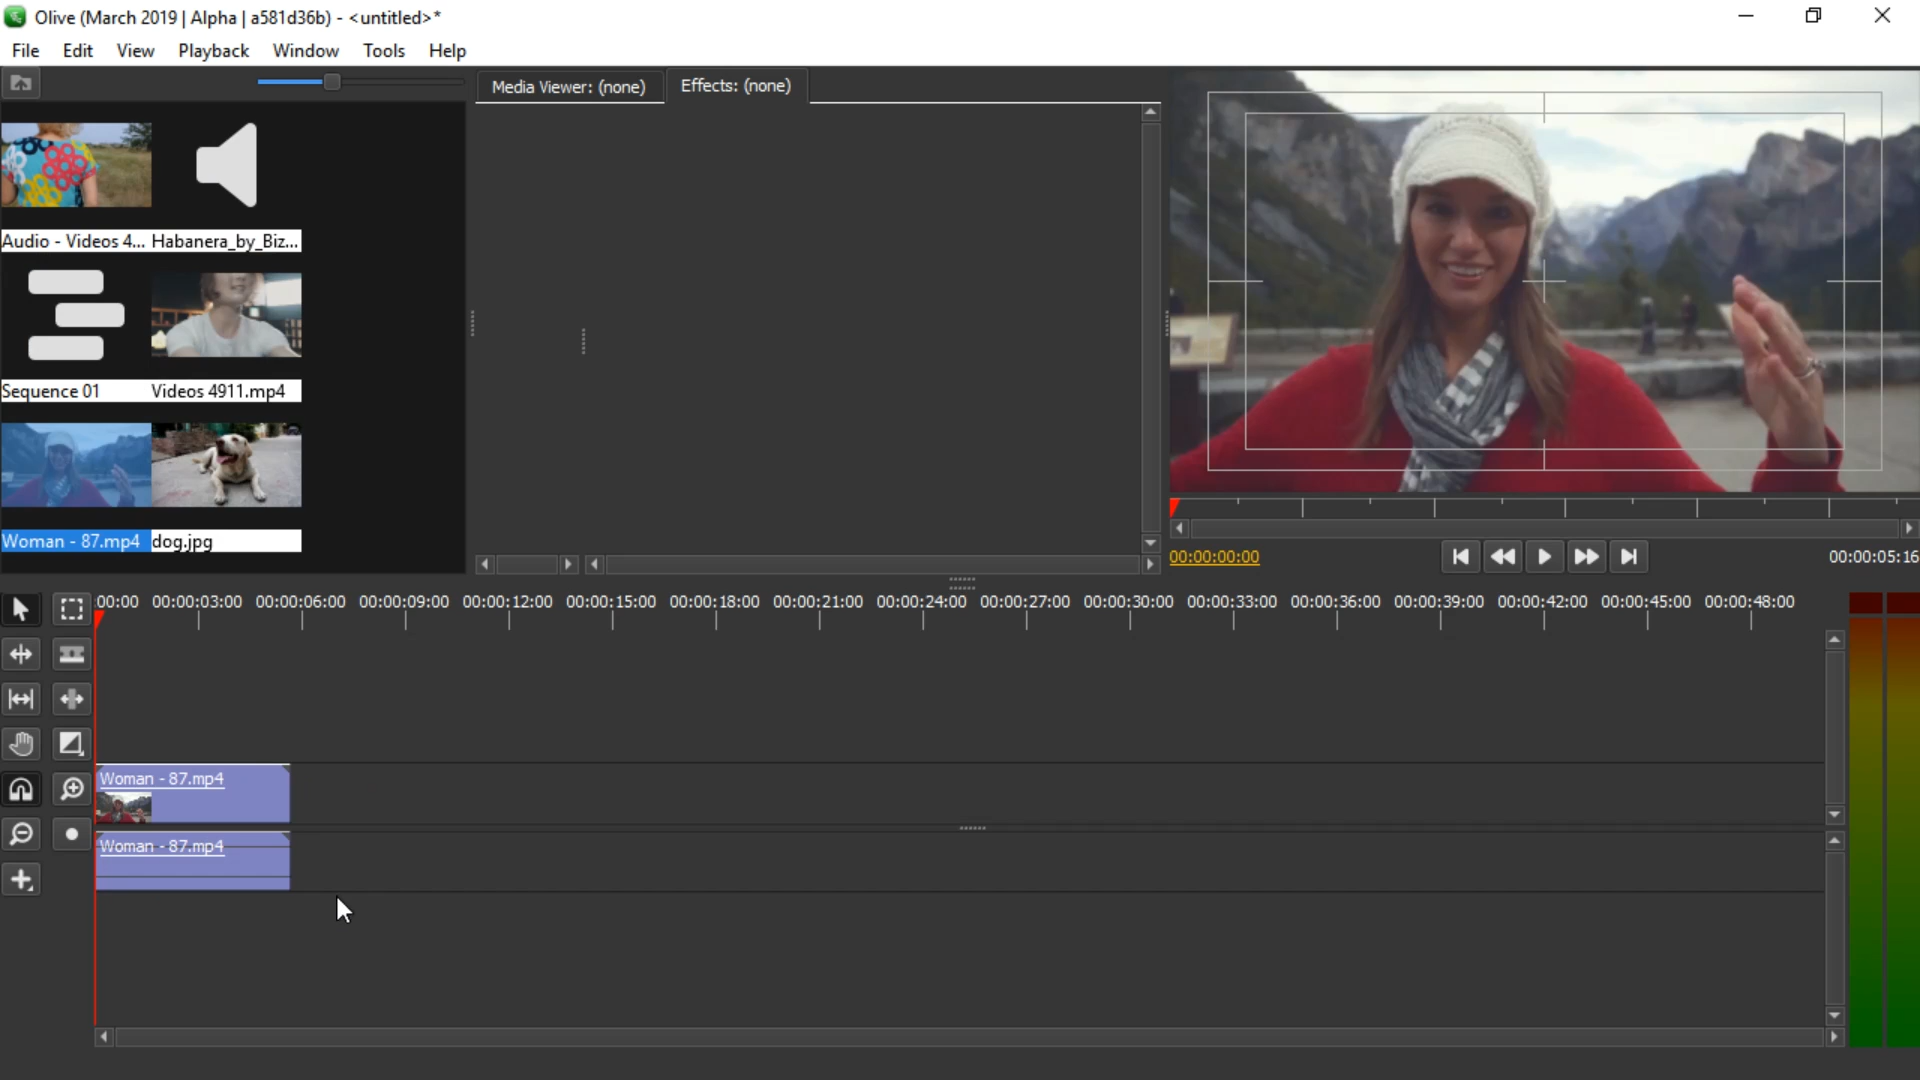 Olive (March 2019 | Alpha | a581d36b) - <untitled>*
File Edit View Playback Window Tools Help
Media Viewer: (none) Effects: (none)
Audio - Videos 4... Habanera_by_Biz...
Sequence 01 Videos 4911.mp4
Woman - 87.mp4 dog.jpg
00:00:00:00 00:00:05:16
:00:00 00:00:03:00 00:00:06:00 00:00:09:00 00:00:12:00 00:00:15:00 00:00:18:00 00:00:21:00 00:00:24:00 00:00:27:00 00:00:30:00 00:00:33:00 00:00:36:00 00:00:39:00 00:00:42:00 00:00:45:00 00:00:48:00
Woman - 87.mp4
Woman - 87.mp4